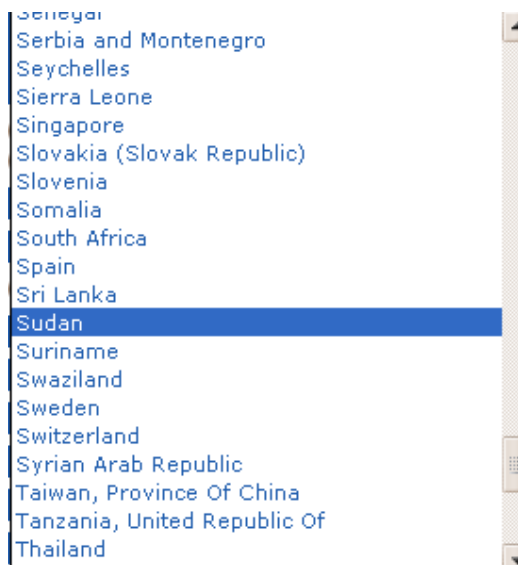 Senegal
Serbia and Montenegro
Seychelles
Sierra Leone
Singapore
Slovakia (Slovak Republic)
Slovenia
Somalia
South Africa
Spain
Sri Lanka
Sudan
Suriname
Swaziland
Sweden
Switzerland
Syrian Arab Republic
Taiwan, Province Of China
Tanzania, United Republic Of
Thailand